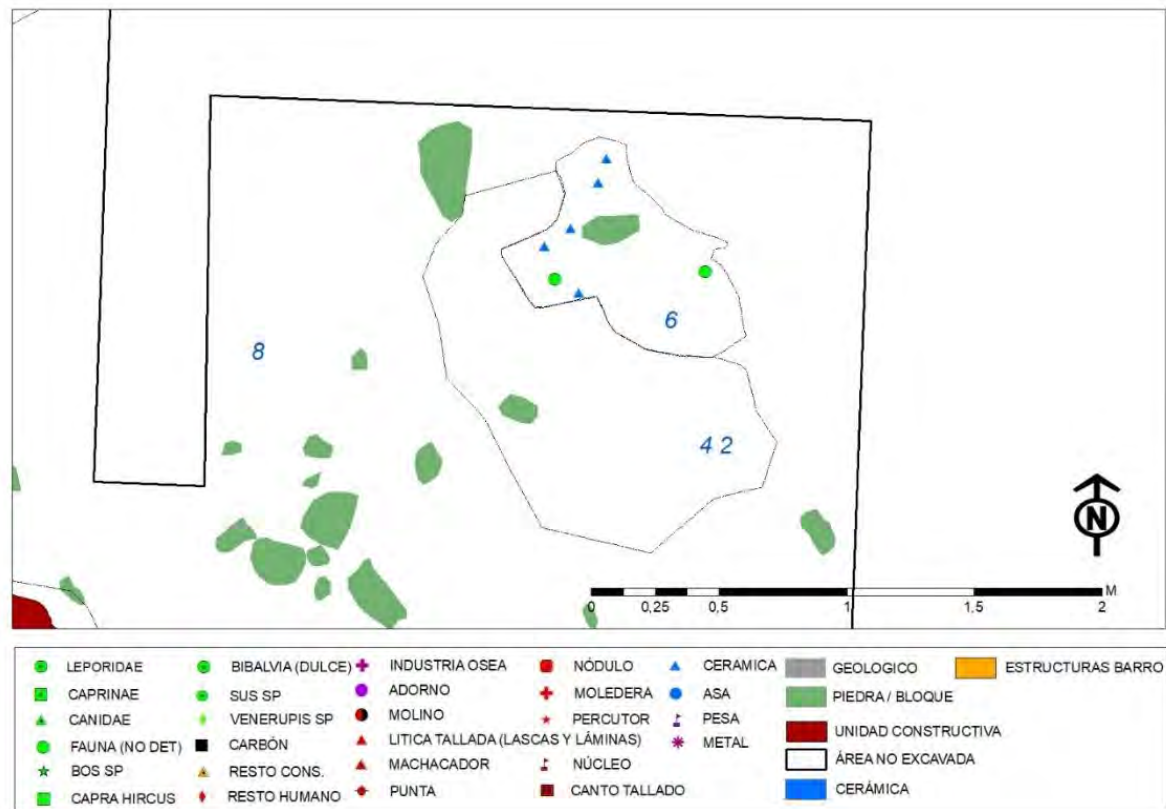 8
6
4 2
N
0 0,25 0,5 1 1,5 2 M
LEPORIDAE
CAPRINAE
CANIDAE
FAUNA (NO DET)
BOS SP
CAPRA HIRCUS
BIBALVIA (DULCE)
SUS SP
VENERUPIS SP
CARBÓN
RESTO CONS.
RESTO HUMANO
INDUSTRIA OSEA
ADORNO
MOLINO
LITICA TALLADA (LASCAS Y LÁMINAS)
MACHACADOR
PUNTA
NÓDULO
MOLEDERA
PERCUTOR
NÚCLEO
CANTO TALLADO
CERAMICA
ASA
PESA
METAL
GEOLOGICO
PIEDRA / BLOQUE
UNIDAD CONSTRUCTIVA
ÁREA NO EXCAVADA
CERÁMICA
ESTRUCTURAS BARRO